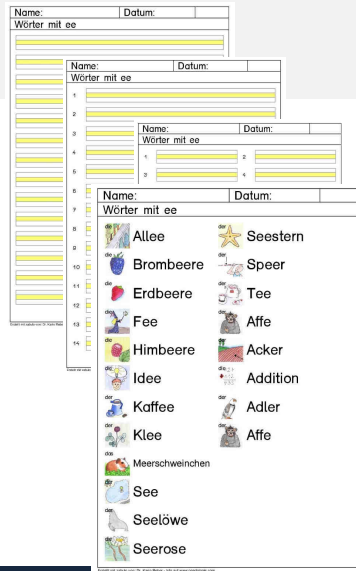 Name: Datum:
Wörter mit ee
Name: Datum:
Wörter mit ee
1
2
3
4
5
6
7
8
9
10
11
12
13
14
Name: Datum:
Wörter mit ee
1 2
3 4
Name: Datum:
Wörter mit ee
die Allee
die Brombeere
die Erdbeere
die Fee
die Himbeere
die Idee
der Kaffee
der Klee
das Meerschweinchen
der See
der Seelöwe
die Seerose
der Seestern
der Speer
der Tee
der Affe
der Acker
die Addition
der Adler
der Affe